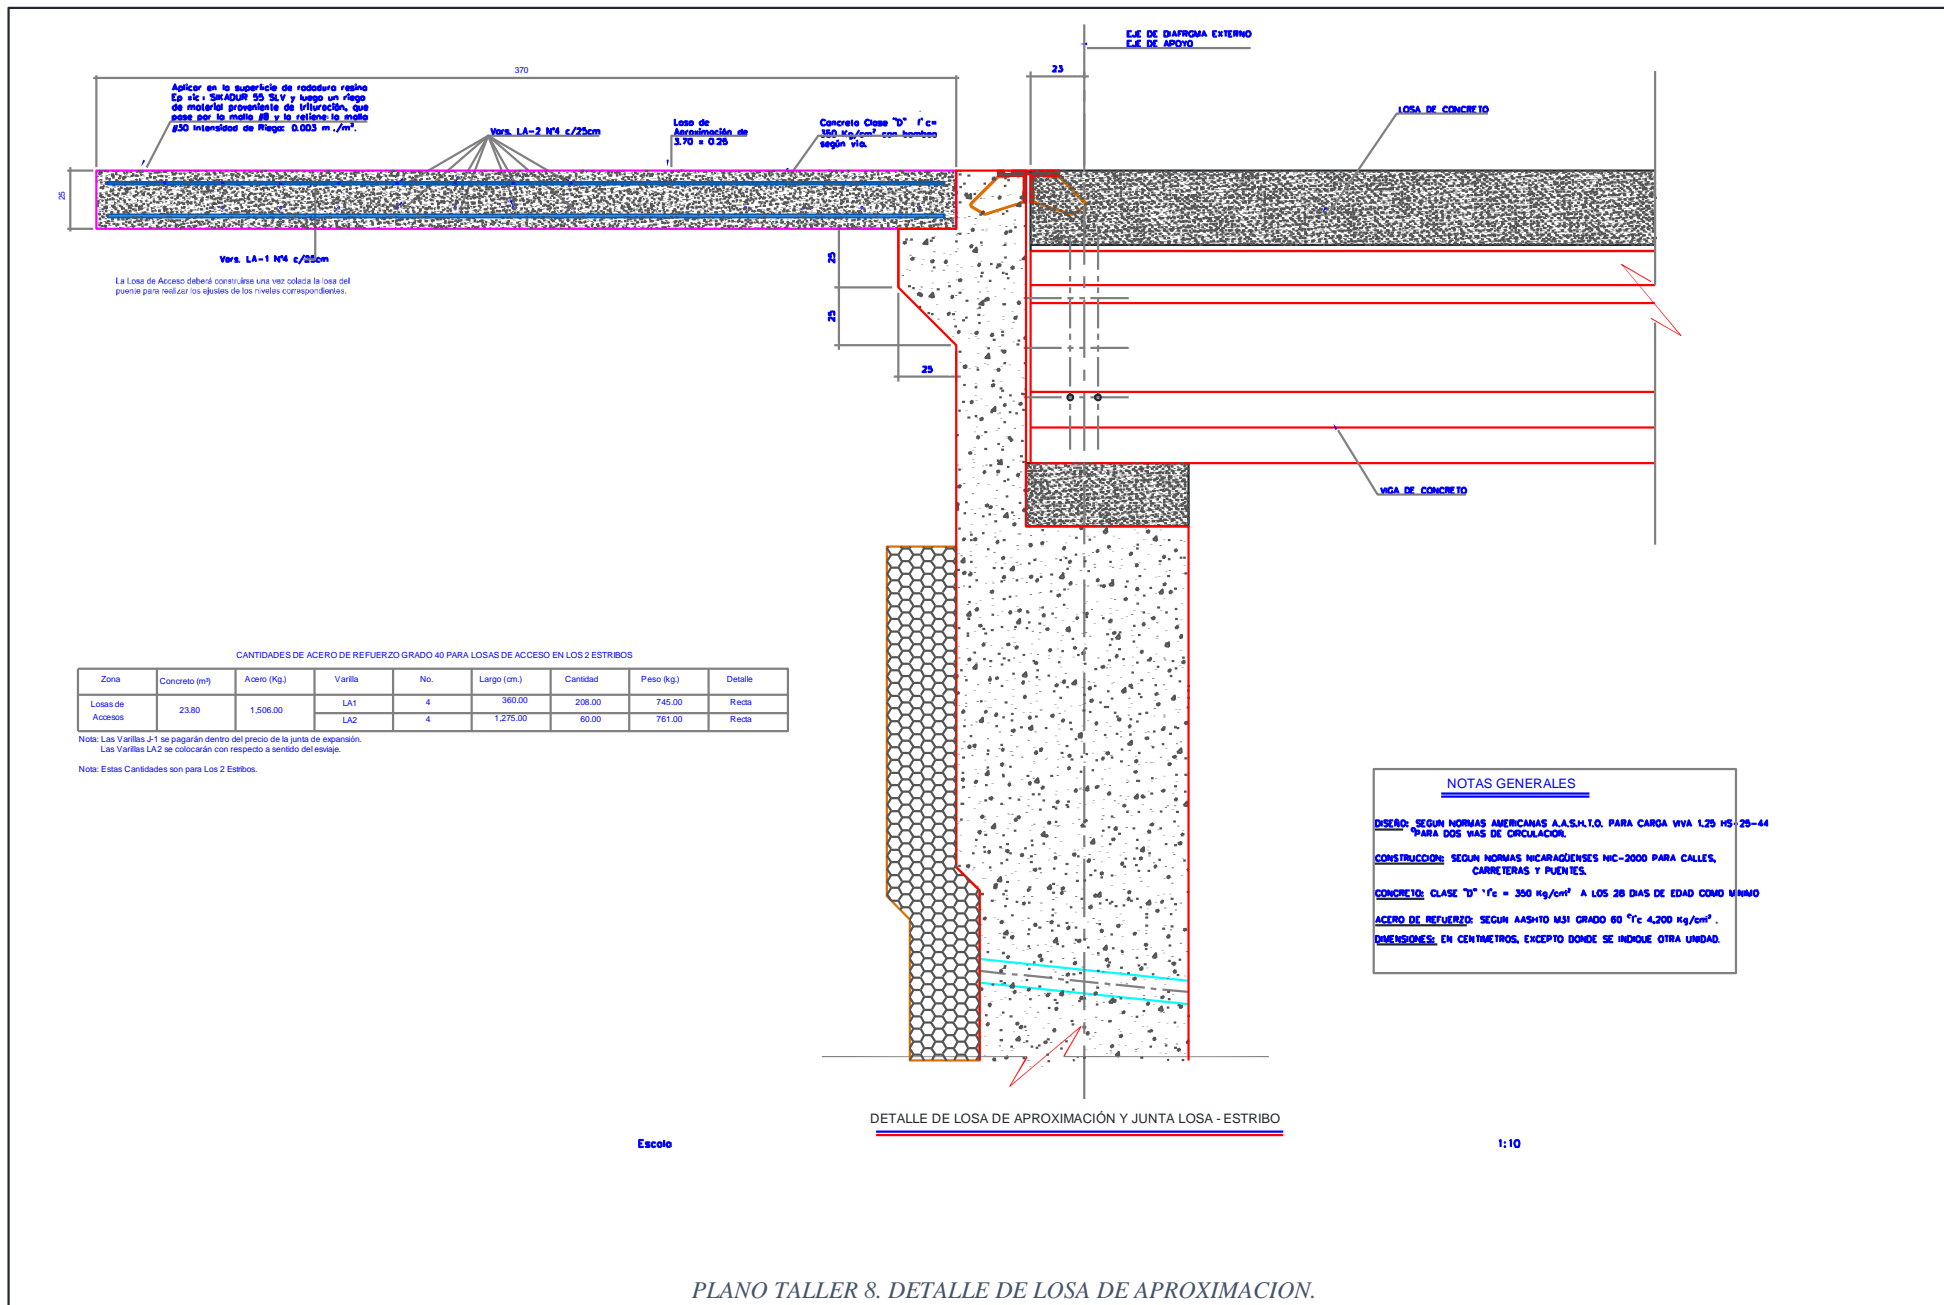 EJE DE DIAFRGMA EXTERNO
EJE DE APOYO
370
23
Aplicar en la superficie de rodadura resina
SIKADUR 55 SLV y luego un riego
de material proveniente de trituración, que
pase por la malla #8 y la retiene la malla
#50 Intensidad de Riego: 0.003 m./m².
Vars. LA-2 N°4 c/25cm
Losa de
Aproximación de
3.70 x 0.25
Concreto Clase "D" f'c=
350 Kg/cm² con bombeo
según vía.
LOSA DE CONCRETO
25
Vars. LA-1 N°4 c/25cm
La Losa de Acceso deberá construirse una vez colada la losa del
puente para realizar los ajustes de los niveles correspondientes.
25
25
25
VIGA DE CONCRETO
CANTIDADES DE ACERO DE REFUERZO GRADO 40 PARA LOSAS DE ACCESO EN LOS 2 ESTRIBOS
Zona Concreto (m³) Acero (Kg.) Varilla No. Largo (cm.) Cantidad Peso (kg.) Detalle
Losas de Accesos 23.80 1,506.00 LA1 4 360.00 208.00 745.00 Recta
LA2 4 1,275.00 60.00 761.00 Recta
Nota: Las Varillas J-1 se pagarán dentro del precio de la junta de expansión.
Las Varillas LA2 se colocarán con respecto a sentido del esviaje.
Nota: Estas Cantidades son para Los 2 Estribos.
NOTAS GENERALES
DISEÑO: SEGUN NORMAS AMERICANAS A.A.S.H.T.O. PARA CARGA VIVA 1.25 HS-25-44
PARA DOS VIAS DE CIRCULACION.
CONSTRUCCION: SEGUN NORMAS NICARAGÜENSES NIC-2000 PARA CALLES,
CARRETERAS Y PUENTES.
CONCRETO: CLASE "D" f'c = 350 Kg/cm² A LOS 28 DIAS DE EDAD COMO MINIMO
ACERO DE REFUERZO: SEGUN AASHTO M31 GRADO 60 f'c 4,200 Kg/cm² .
DIMENSIONES: EN CENTIMETROS, EXCEPTO DONDE SE INDIQUE OTRA UNIDAD.
DETALLE DE LOSA DE APROXIMACIÓN Y JUNTA LOSA - ESTRIBO
Escala 1:10
PLANO TALLER 8. DETALLE DE LOSA DE APROXIMACION.